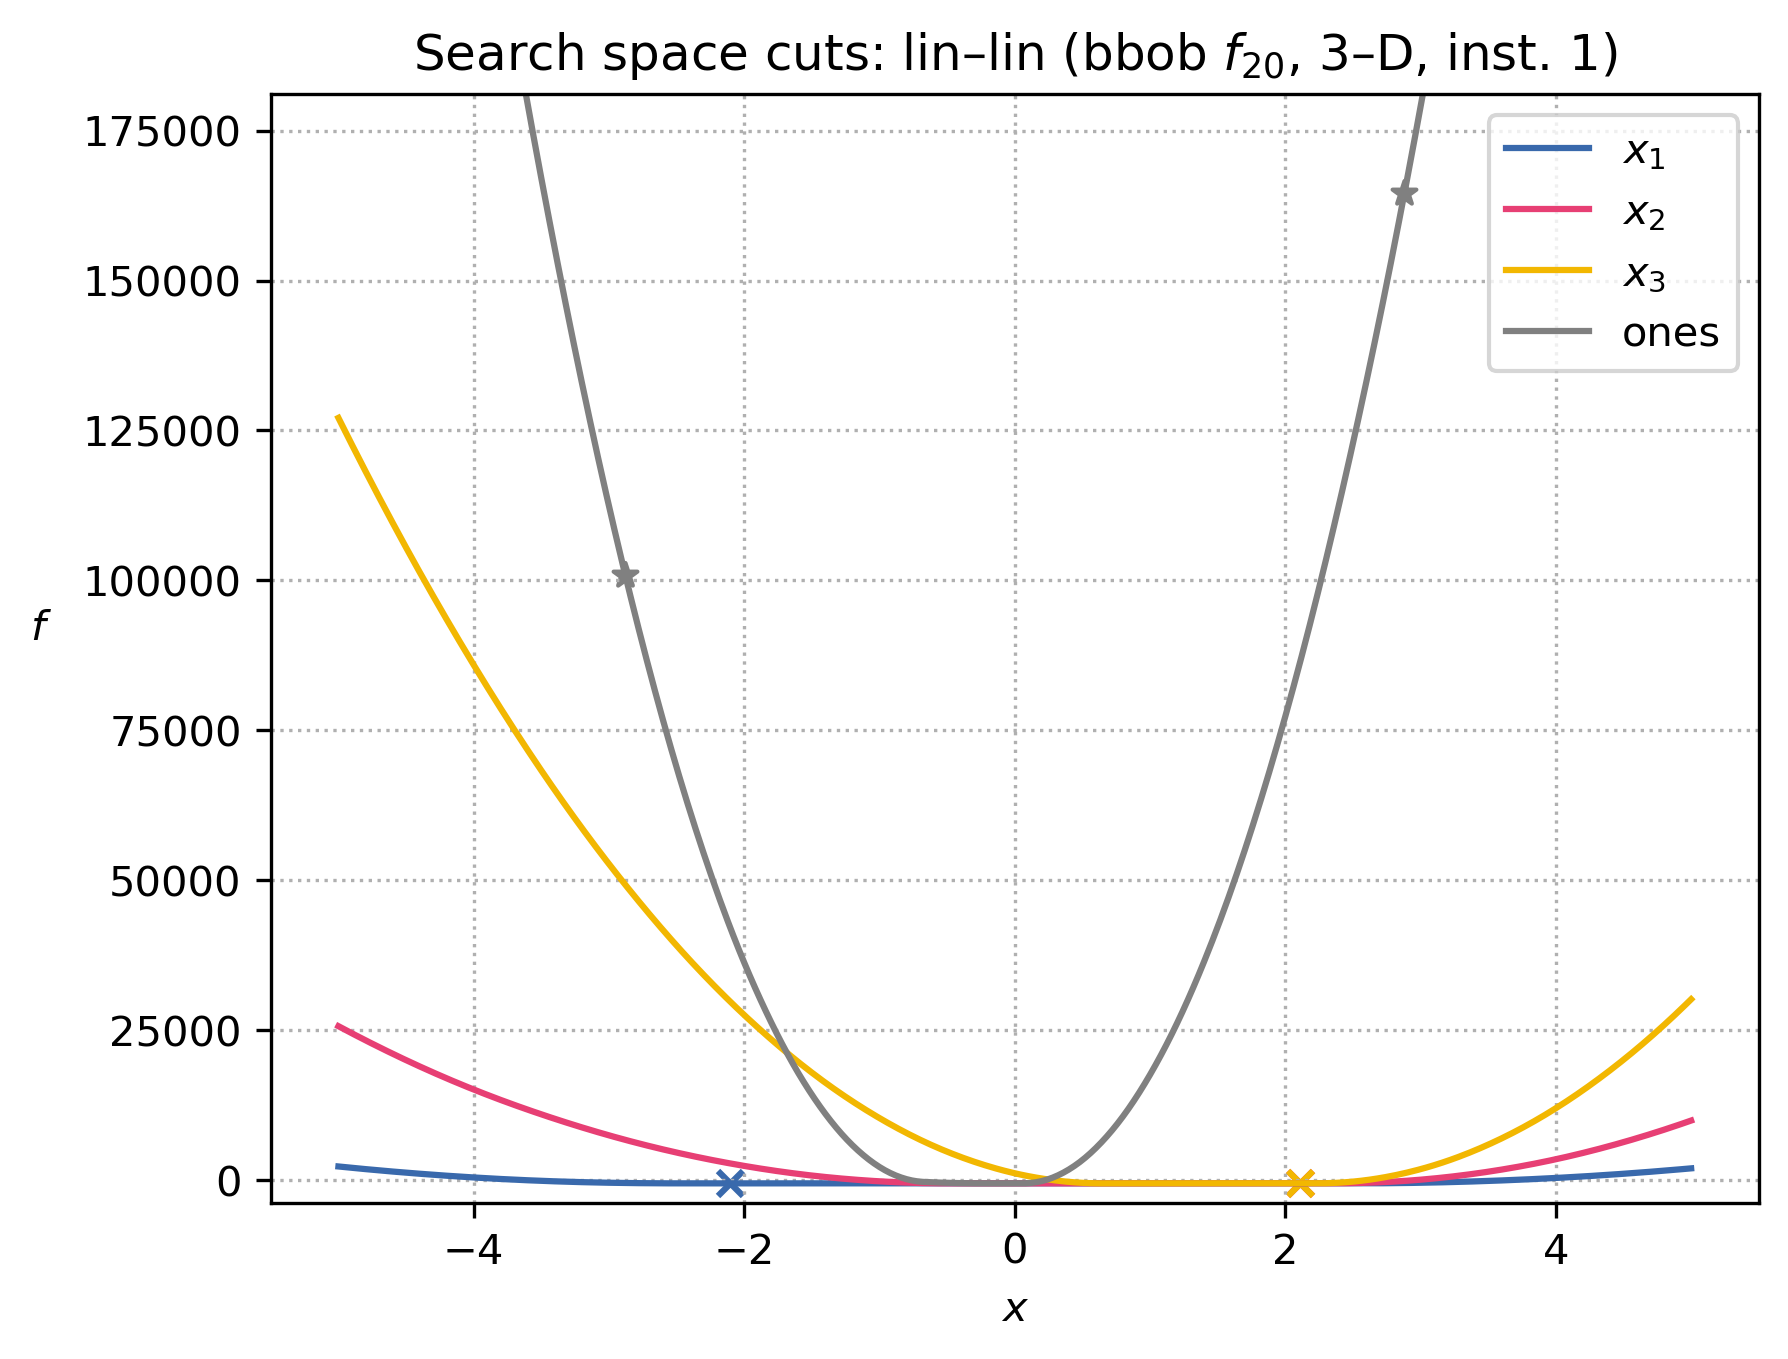 Search space cuts: lin–lin (bbob f20, 3–D, inst. 1)
175000
150000
125000
100000
75000
50000
25000
0
f
−4
−2
0
2
4
x
x1
x2
x3
ones